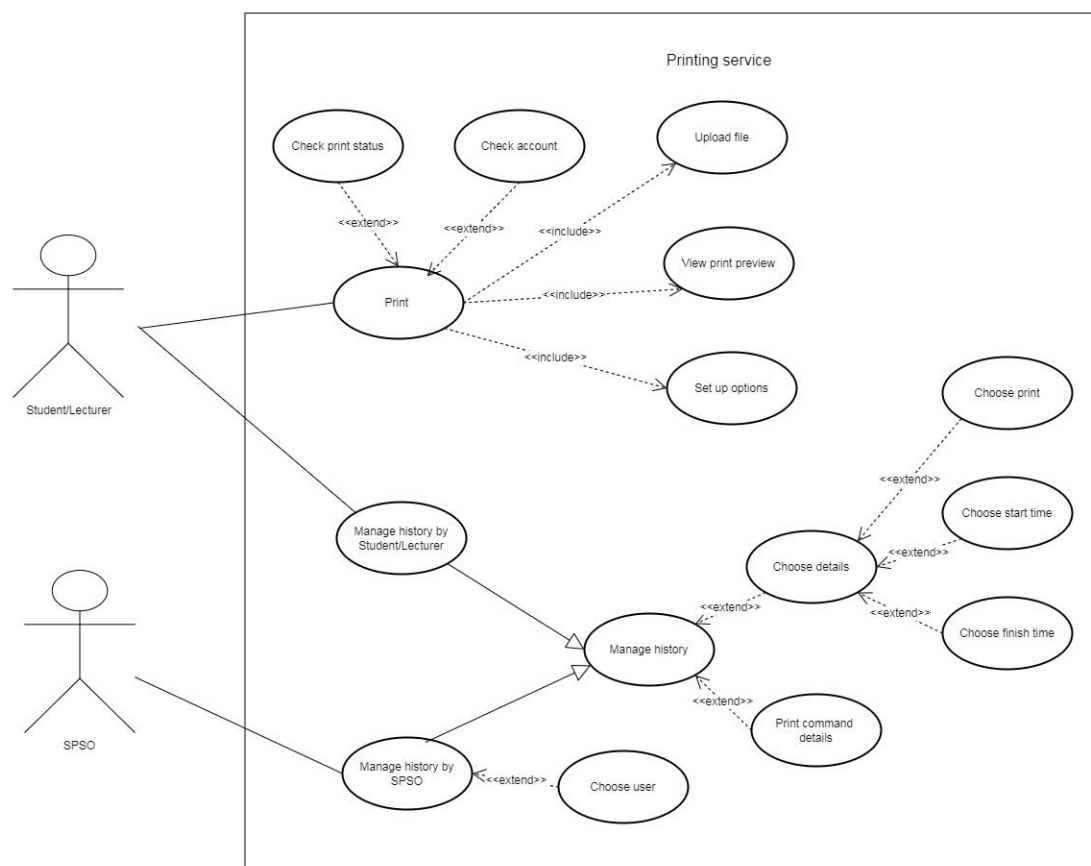 Printing service
Check print status
Check account
Upload file
<<extend>>
<<extend>>
<<include>>
View print preview
<<include>>
Print
<<include>>
Set up options
Student/Lecturer
Choose print
<<extend>>
Manage history by
Student/Lecturer
Choose start time
<<extend>>
Choose details
<<extend>>
<<extend>>
Choose finish time
Manage history
<<extend>>
Print command
details
SPSO
Manage history by
SPSO
<<extend>>
Choose user